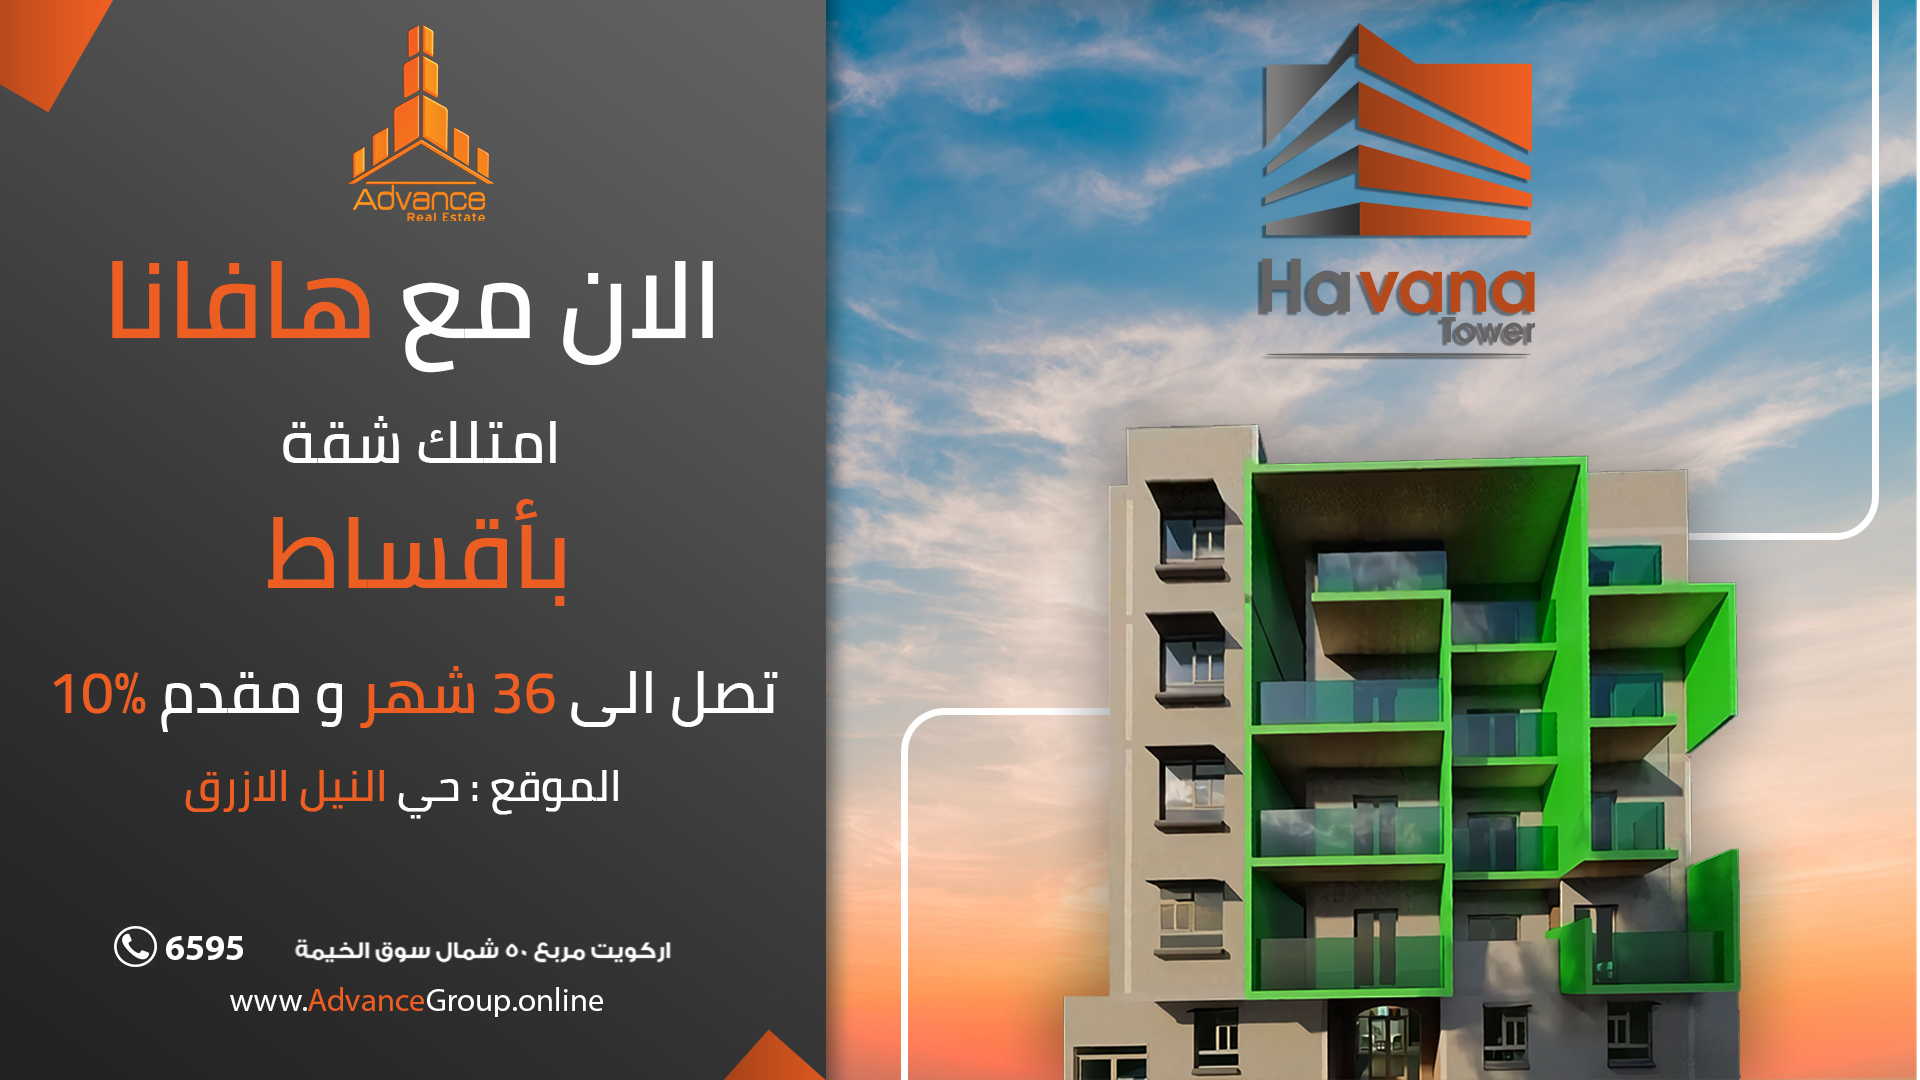 Advance
Real Estate
الان مع هافانا
امتلك شقة
بأقساط
تصل الى 36 شهر و مقدم 10%
الموقع : حي النيل الازرق
اركويت مربع ٥٠ شمال سوق الخيمة
6595
www.AdvanceGroup.online
Havana
Tower